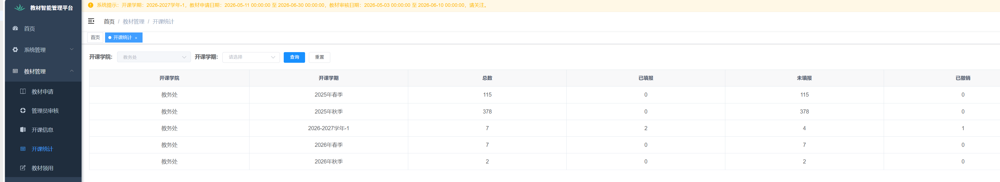 教材智能管理平台
系统提示：开课学期：2026-2027学年-1，教材申请日期：2026-05-11 00:00:00 至 2026-06-30 00:00:00，教材审核日期：2026-05-03 00:00:00 至 2026-06-10 00:00:00，请关注。
首页
系统管理
教材管理
教材申请
管理员审核
开课信息
开课统计
教材领用
首页 / 教材管理 / 开课统计
首页 开课统计 ×
开课学院: 教务处 开课学期: 请选择 查询 重置
开课学院 开课学期 总数 已填报 未填报 已撤销
教务处 2025年春季 115 0 115 0
教务处 2025年秋季 378 0 378 0
教务处 2026-2027学年-1 7 2 4 1
教务处 2026年春季 7 0 7 0
教务处 2026年秋季 2 0 2 0